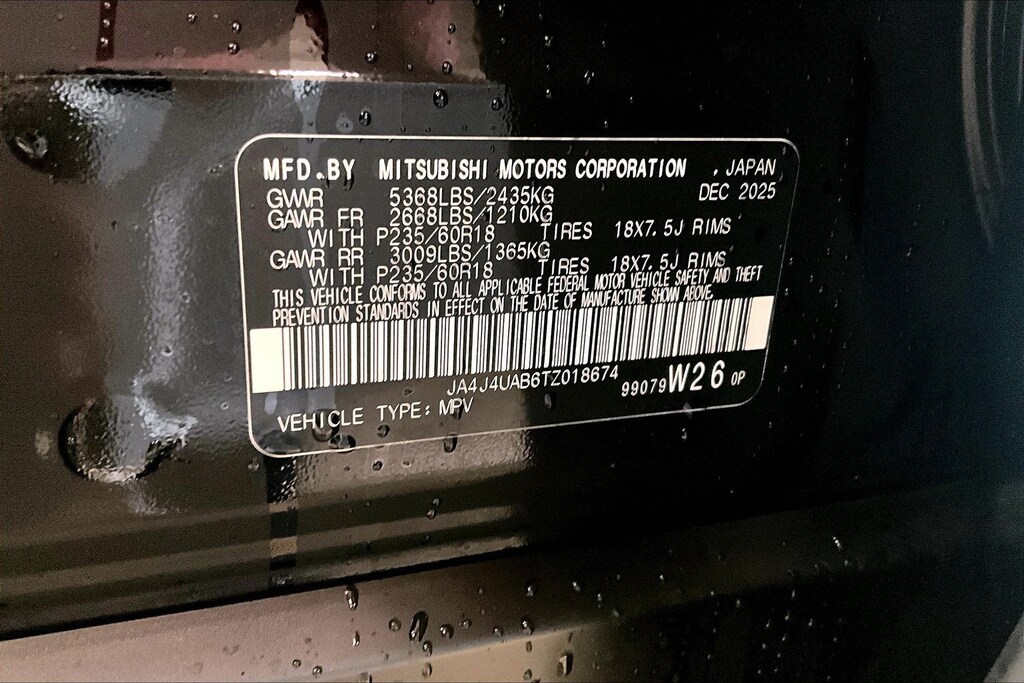 MFD.BY MITSUBISHI MOTORS CORPORATION , JAPAN
GVWR 5368LBS/2435KG DEC 2025
GAWR FR 2668LBS/1210KG
WITH P235/60R18 TIRES 18X7.5J RIMS
GAWR RR 3009LBS/1365KG
WITH P235/60R18 TIRES 18X7.5J RIMS
THIS VEHICLE CONFORMS TO ALL APPLICABLE FEDERAL MOTOR VEHICLE SAFETY AND THEFT
PREVENTION STANDARDS IN EFFECT ON THE DATE OF MANUFACTURE SHOWN ABOVE.
JA4J4UAB6TZ018674 99079W26 0P
VEHICLE TYPE: MPV